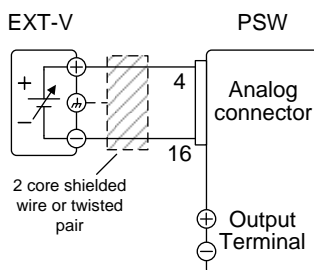 EXT-V
PSW
+
−
+
−
4
16
Analog
connector
2 core shielded
wire or twisted
pair
+
−
Output
Terminal